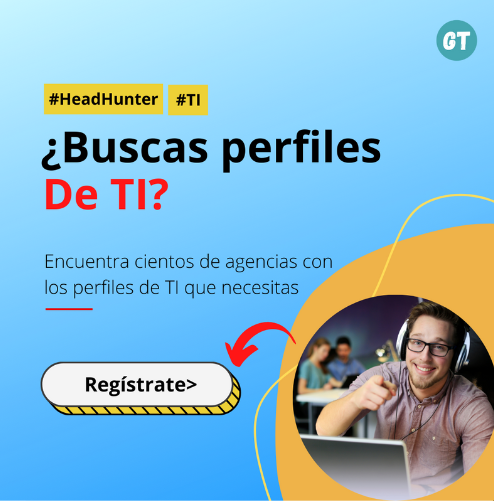 GT
#HeadHunter #TI
¿Buscas perfiles
De TI?
Encuentra cientos de agencias con
los perfiles de TI que necesitas
Regístrate>